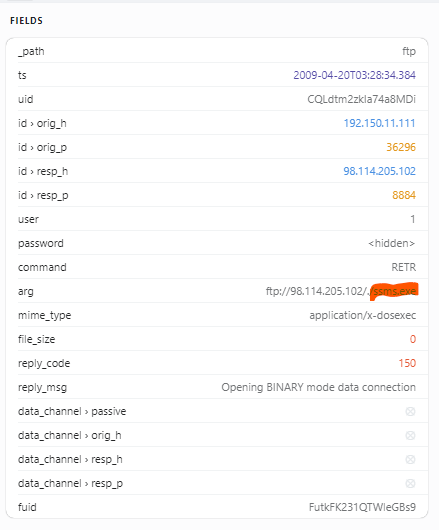 FIELDS
_path ftp
ts 2009-04-20T03:28:34.384
uid CQLdtm2zkIa74a8MDi
id › orig_h 192.150.11.111
id › orig_p 36296
id › resp_h 98.114.205.102
id › resp_p 8884
user 1
password <hidden>
command RETR
arg ftp://98.114.205.102/./ssms.exe
mime_type application/x-dosexec
file_size 0
reply_code 150
reply_msg Opening BINARY mode data connection
data_channel › passive
data_channel › orig_h
data_channel › resp_h
data_channel › resp_p
fuid FutkFK231QTWIeGBs9